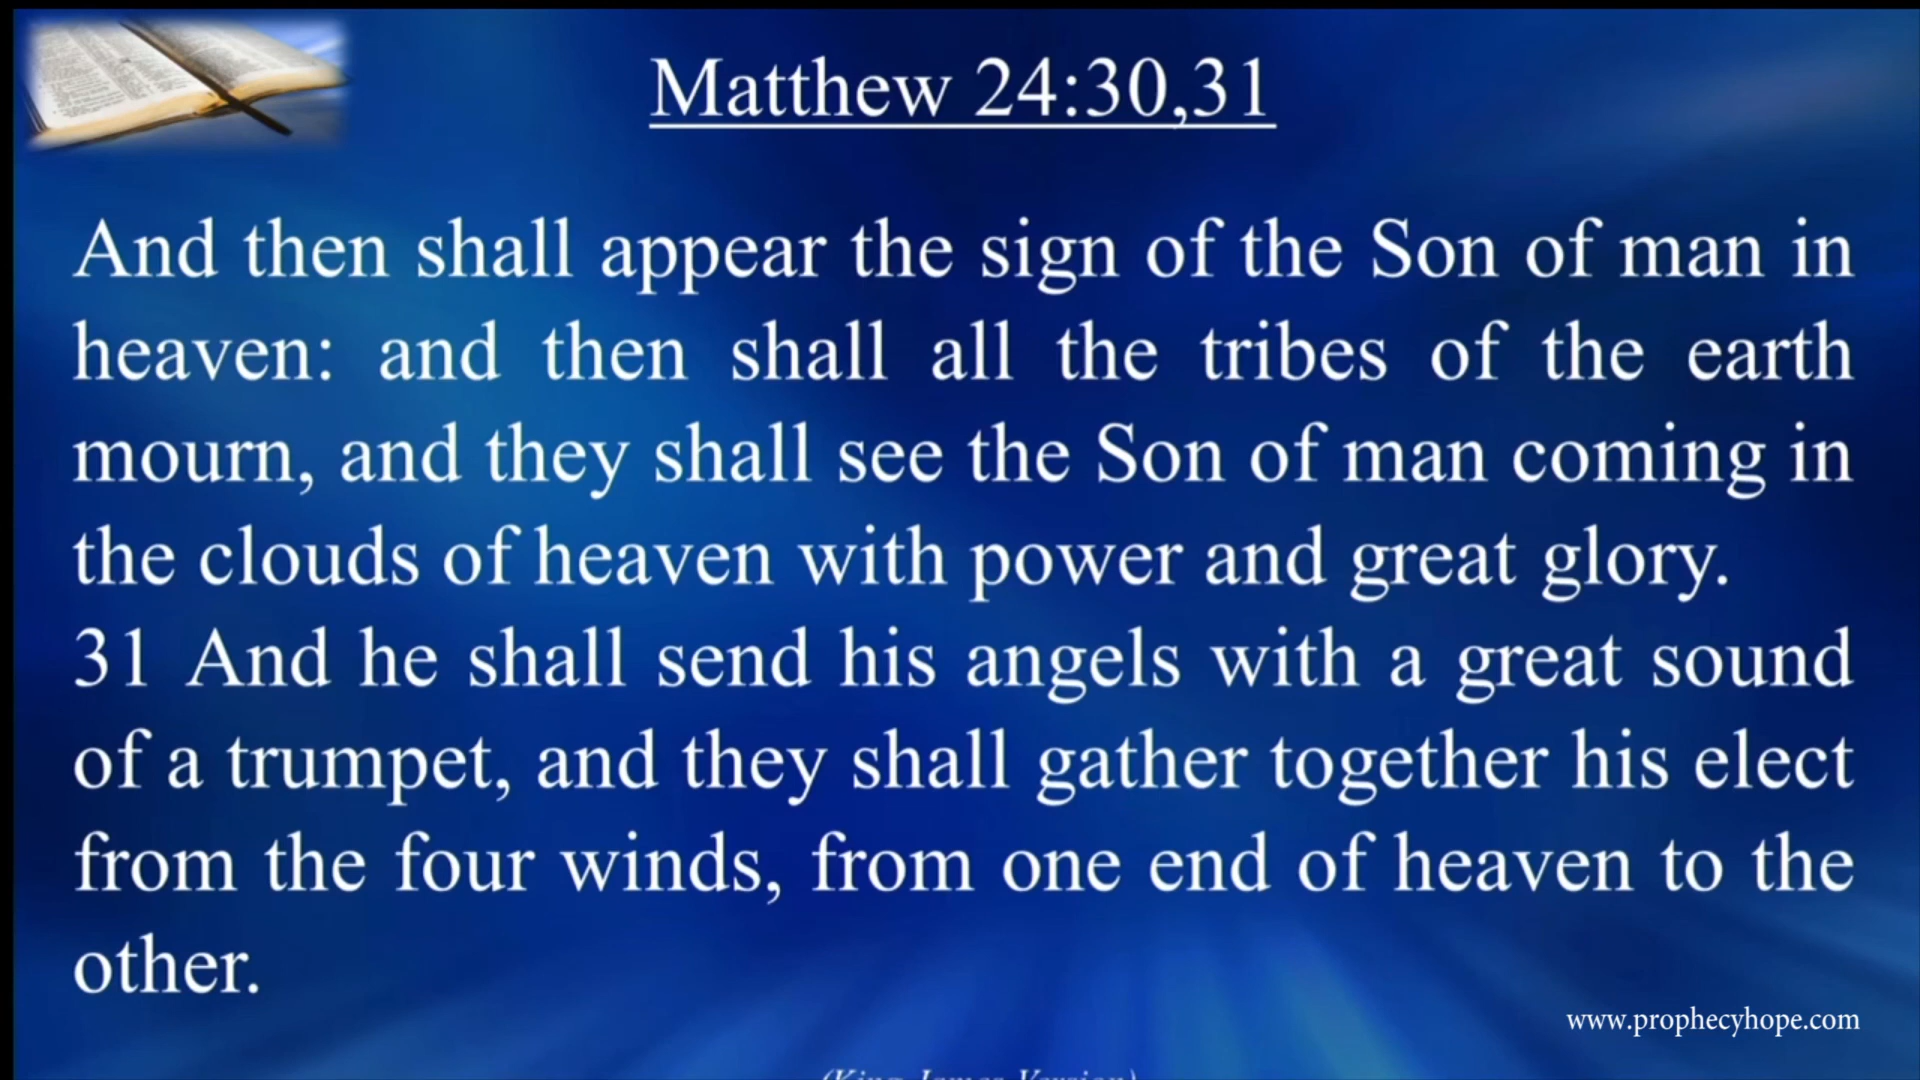 Matthew 24:30,31
And then shall appear the sign of the Son of man in
heaven: and then shall all the tribes of the earth
mourn, and they shall see the Son of man coming in
the clouds of heaven with power and great glory.
31 And he shall send his angels with a great sound
of a trumpet, and they shall gather together his elect
from the four winds, from one end of heaven to the
other.
www.prophecyhope.com
(King James Version)